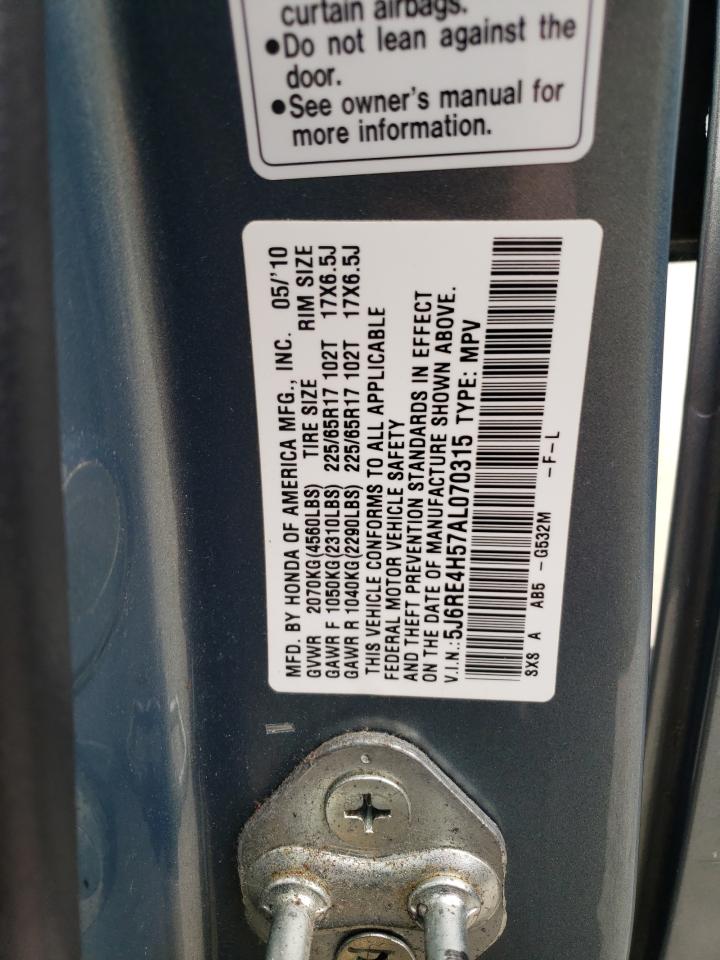 curtain airbags.
●Do not lean against the
door.
●See owner's manual for
more information.
MFD. BY HONDA OF AMERICA MFG., INC. 05/'10
GVWR 2070KG(4560LBS) TIRE SIZE RIM SIZE
GAWR F 1050KG(2310LBS) 225/65R17 102T 17X6.5J
GAWR R 1040KG(2290LBS) 225/65R17 102T 17X6.5J
THIS VEHICLE CONFORMS TO ALL APPLICABLE
FEDERAL MOTOR VEHICLE SAFETY
AND THEFT PREVENTION STANDARDS IN EFFECT
ON THE DATE OF MANUFACTURE SHOWN ABOVE.
V.I.N.:5J6RE4H57AL070315 TYPE: MPV
SXS A AB5 -G532M -F-L